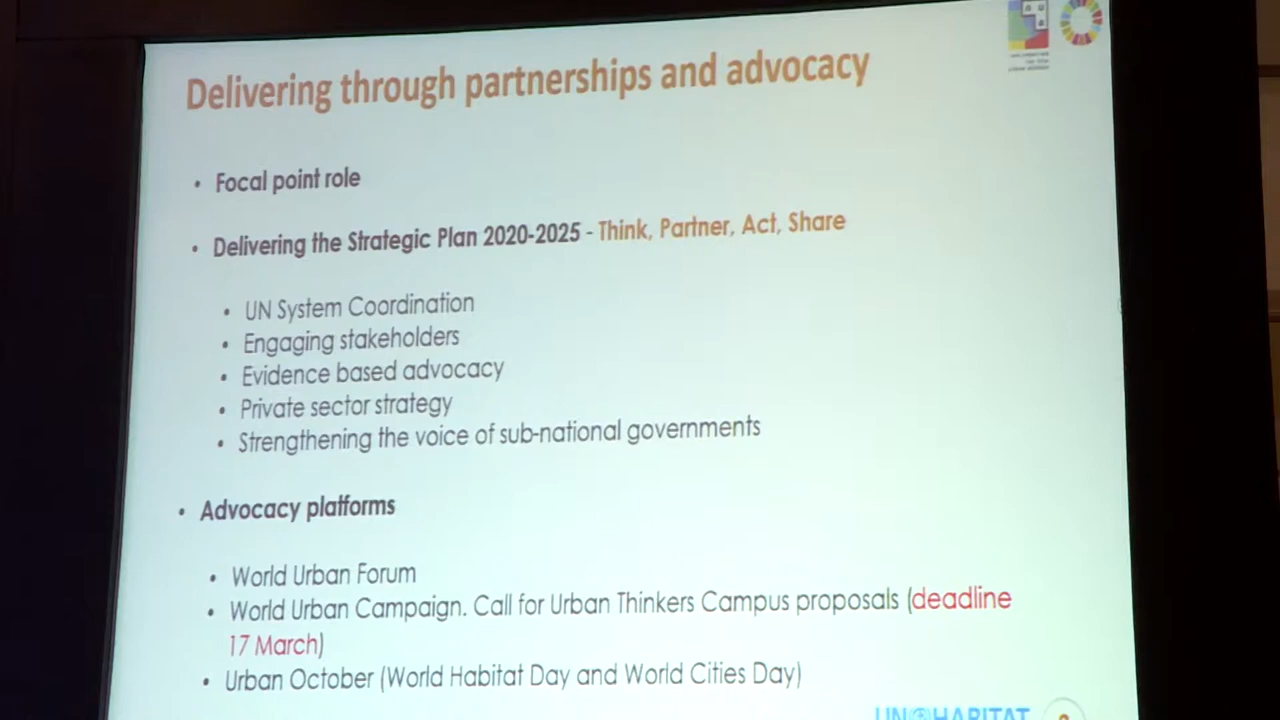 Delivering through partnerships and advocacy
• Focal point role
• Delivering the Strategic Plan 2020-2025 - Think, Partner, Act, Share
• UN System Coordination
• Engaging stakeholders
• Evidence based advocacy
• Private sector strategy
• Strengthening the voice of sub-national governments
• Advocacy platforms
• World Urban Forum
• World Urban Campaign. Call for Urban Thinkers Campus proposals (deadline
17 March)
• Urban October (World Habitat Day and World Cities Day)
UN HABITAT